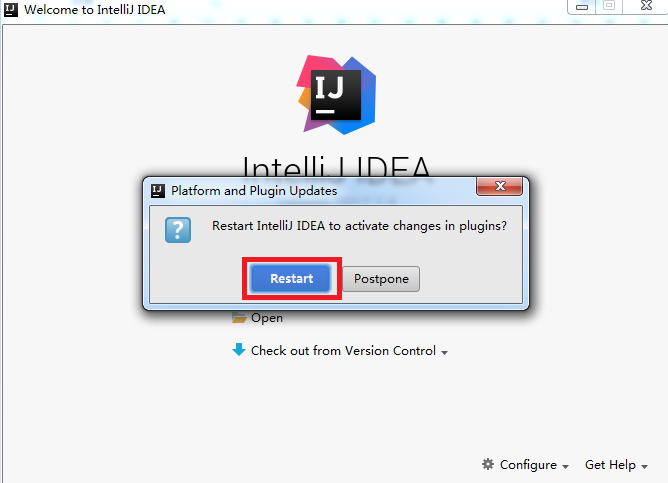 Welcome to IntelliJ IDEA
IJ
IntelliJ IDEA
IJ Platform and Plugin Updates
?
Restart IntelliJ IDEA to activate changes in plugins?
Restart Postpone
Open
Check out from Version Control
Configure Get Help